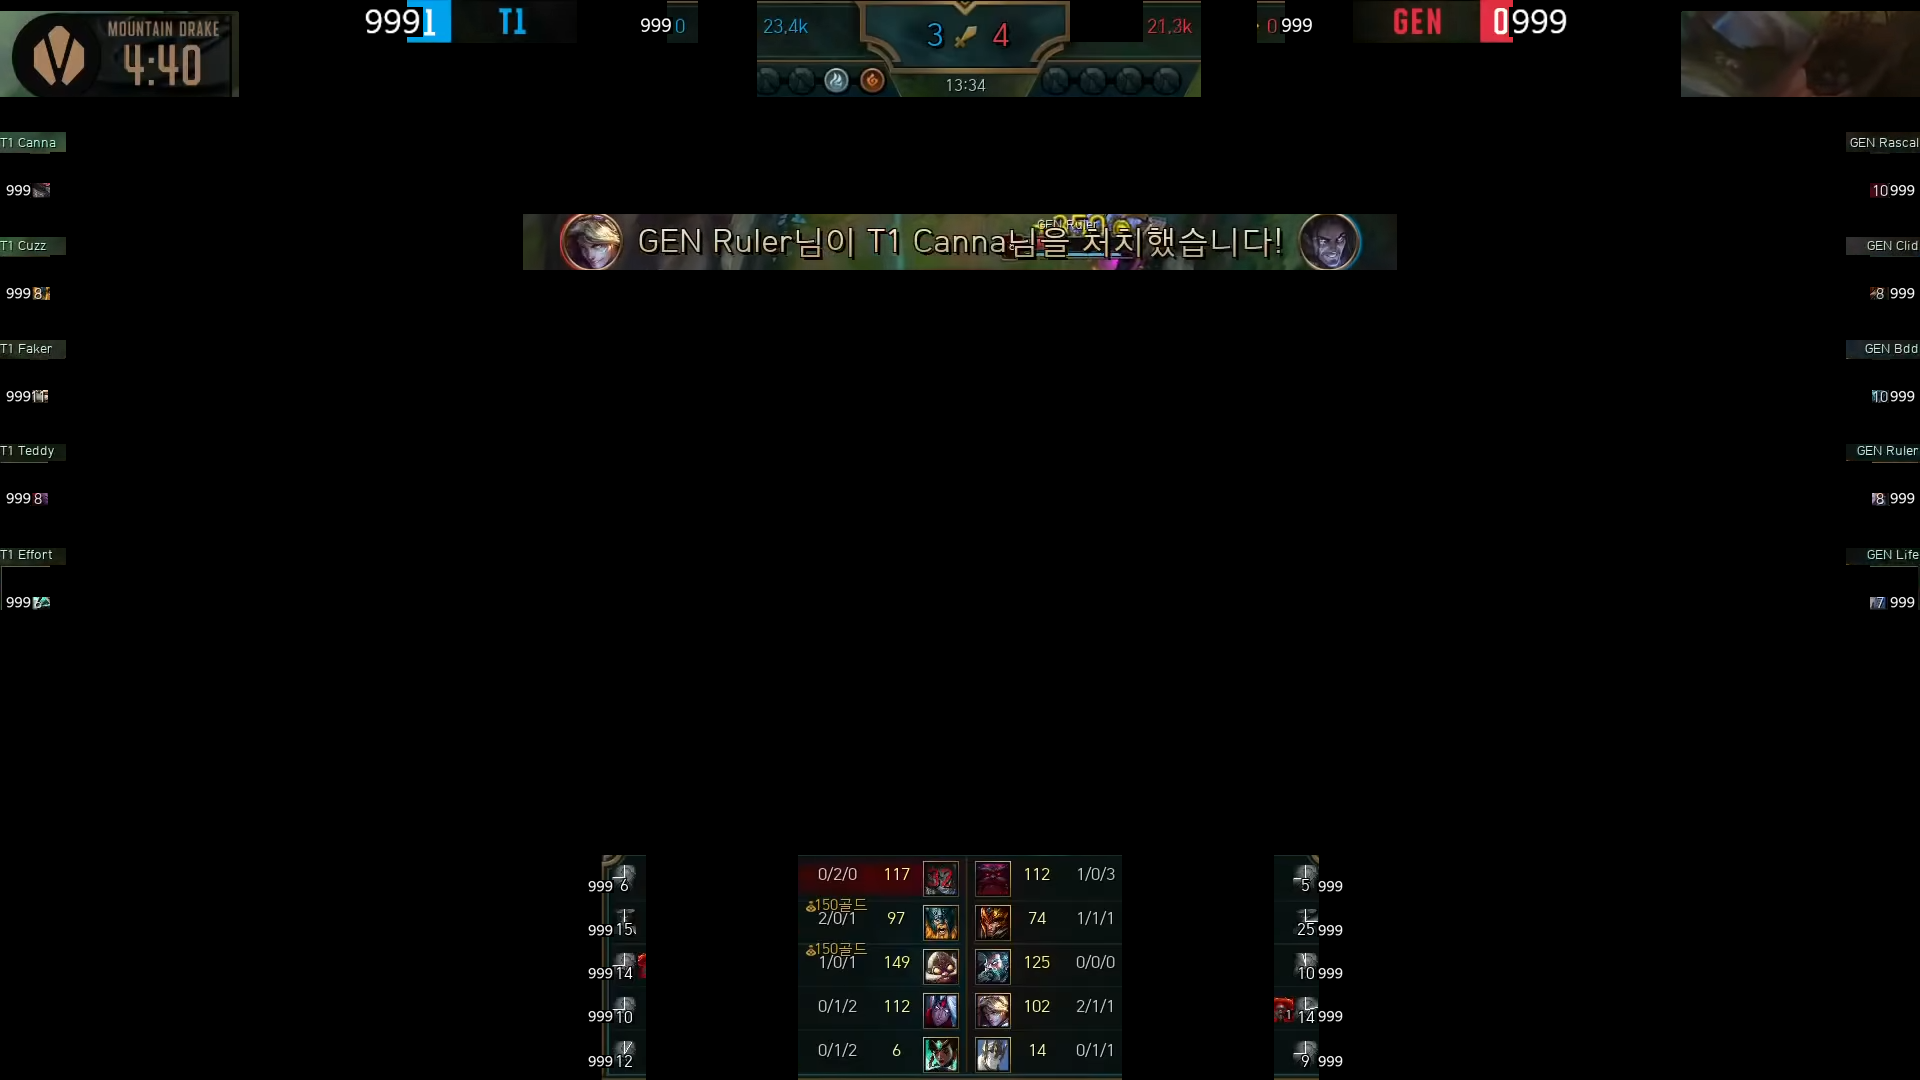 MOUNTAIN DRAKE
4:40
9991 T1 9990 23.4k 3 4 21.3k 0 999 GEN 0999
13:34
T1 Canna GEN Rascal
999 10 999
GEN Ruler
GEN Ruler님이 T1 Canna님을 처치했습니다!
T1 Cuzz GEN Clid
999 8 8 999
T1 Faker GEN Bdd
999 11 10 999
T1 Teddy GEN Ruler
999 8 8 999
T1 Effort GEN Life
999 7 999
999 6 0/2/0 117 112 1/0/3 5 999
150골드
999 15 2/0/1 97 74 1/1/1 25 999
150골드
999 14 1/0/1 149 125 0/0/0 10 999
999 10 0/1/2 112 102 2/1/1 1 14 999
999 12 0/1/2 6 14 0/1/1 9 999